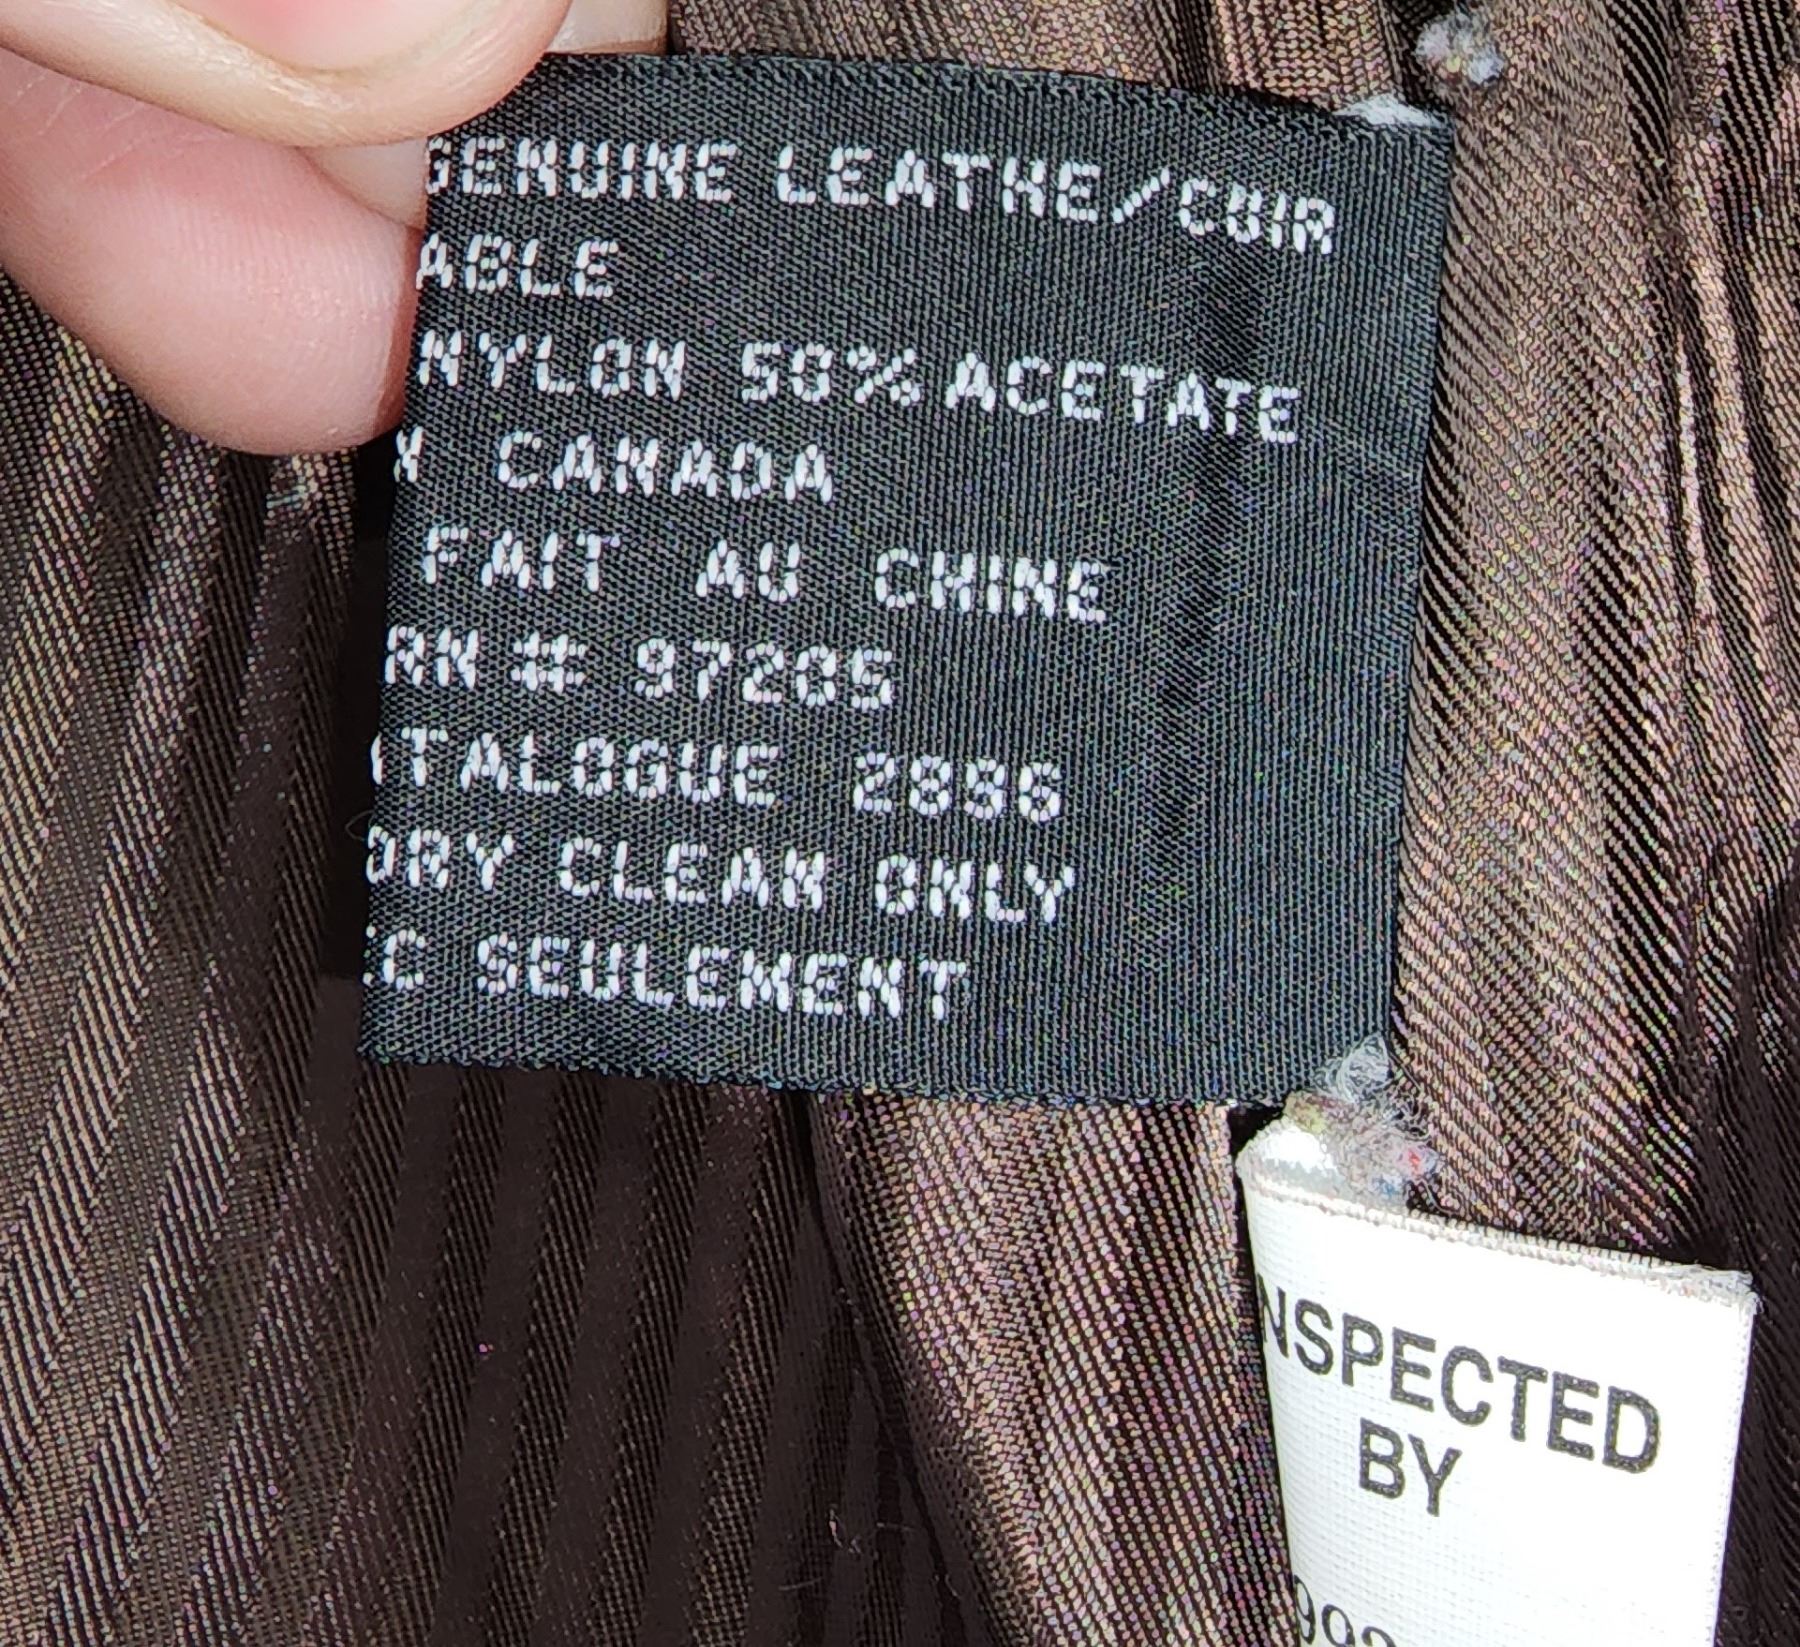 GENUINE LEATHE/CUIR
ABLE
NYLON 50% ACETATE
Y CANADA
FAIT AU CHINE
RN # 97205
TALOGUE 2896
DRY CLEAN ONLY
C SEULEMENT
INSPECTED
BY